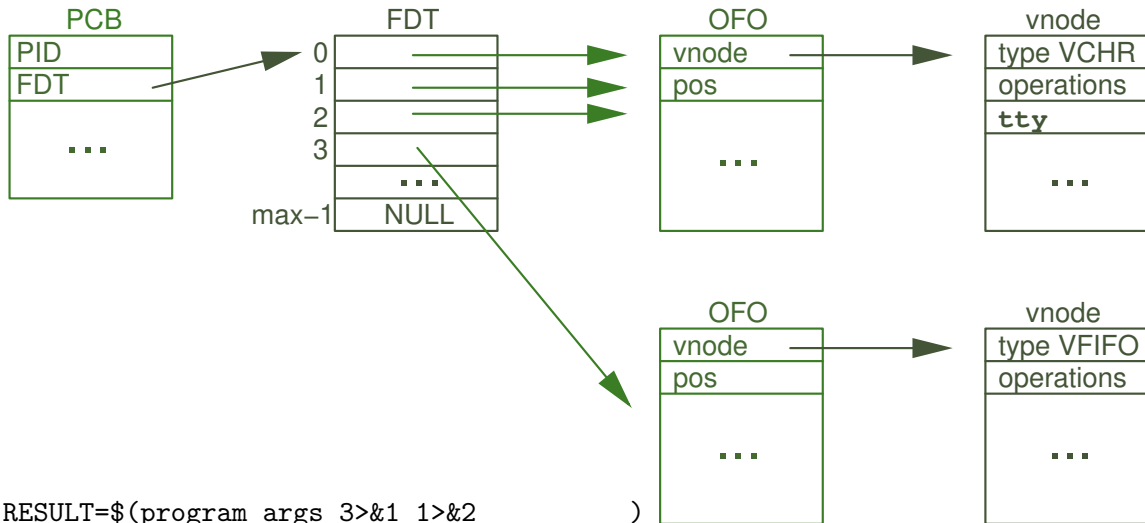 PCB FDT OFO vnode
PID
FDT
...
0
1
2
3
...
max−1 NULL
vnode
pos
...
type VCHR
operations
tty
...
OFO vnode
vnode
pos
...
type VFIFO
operations
...
RESULT=$(program args 3>&1 1>&2 )